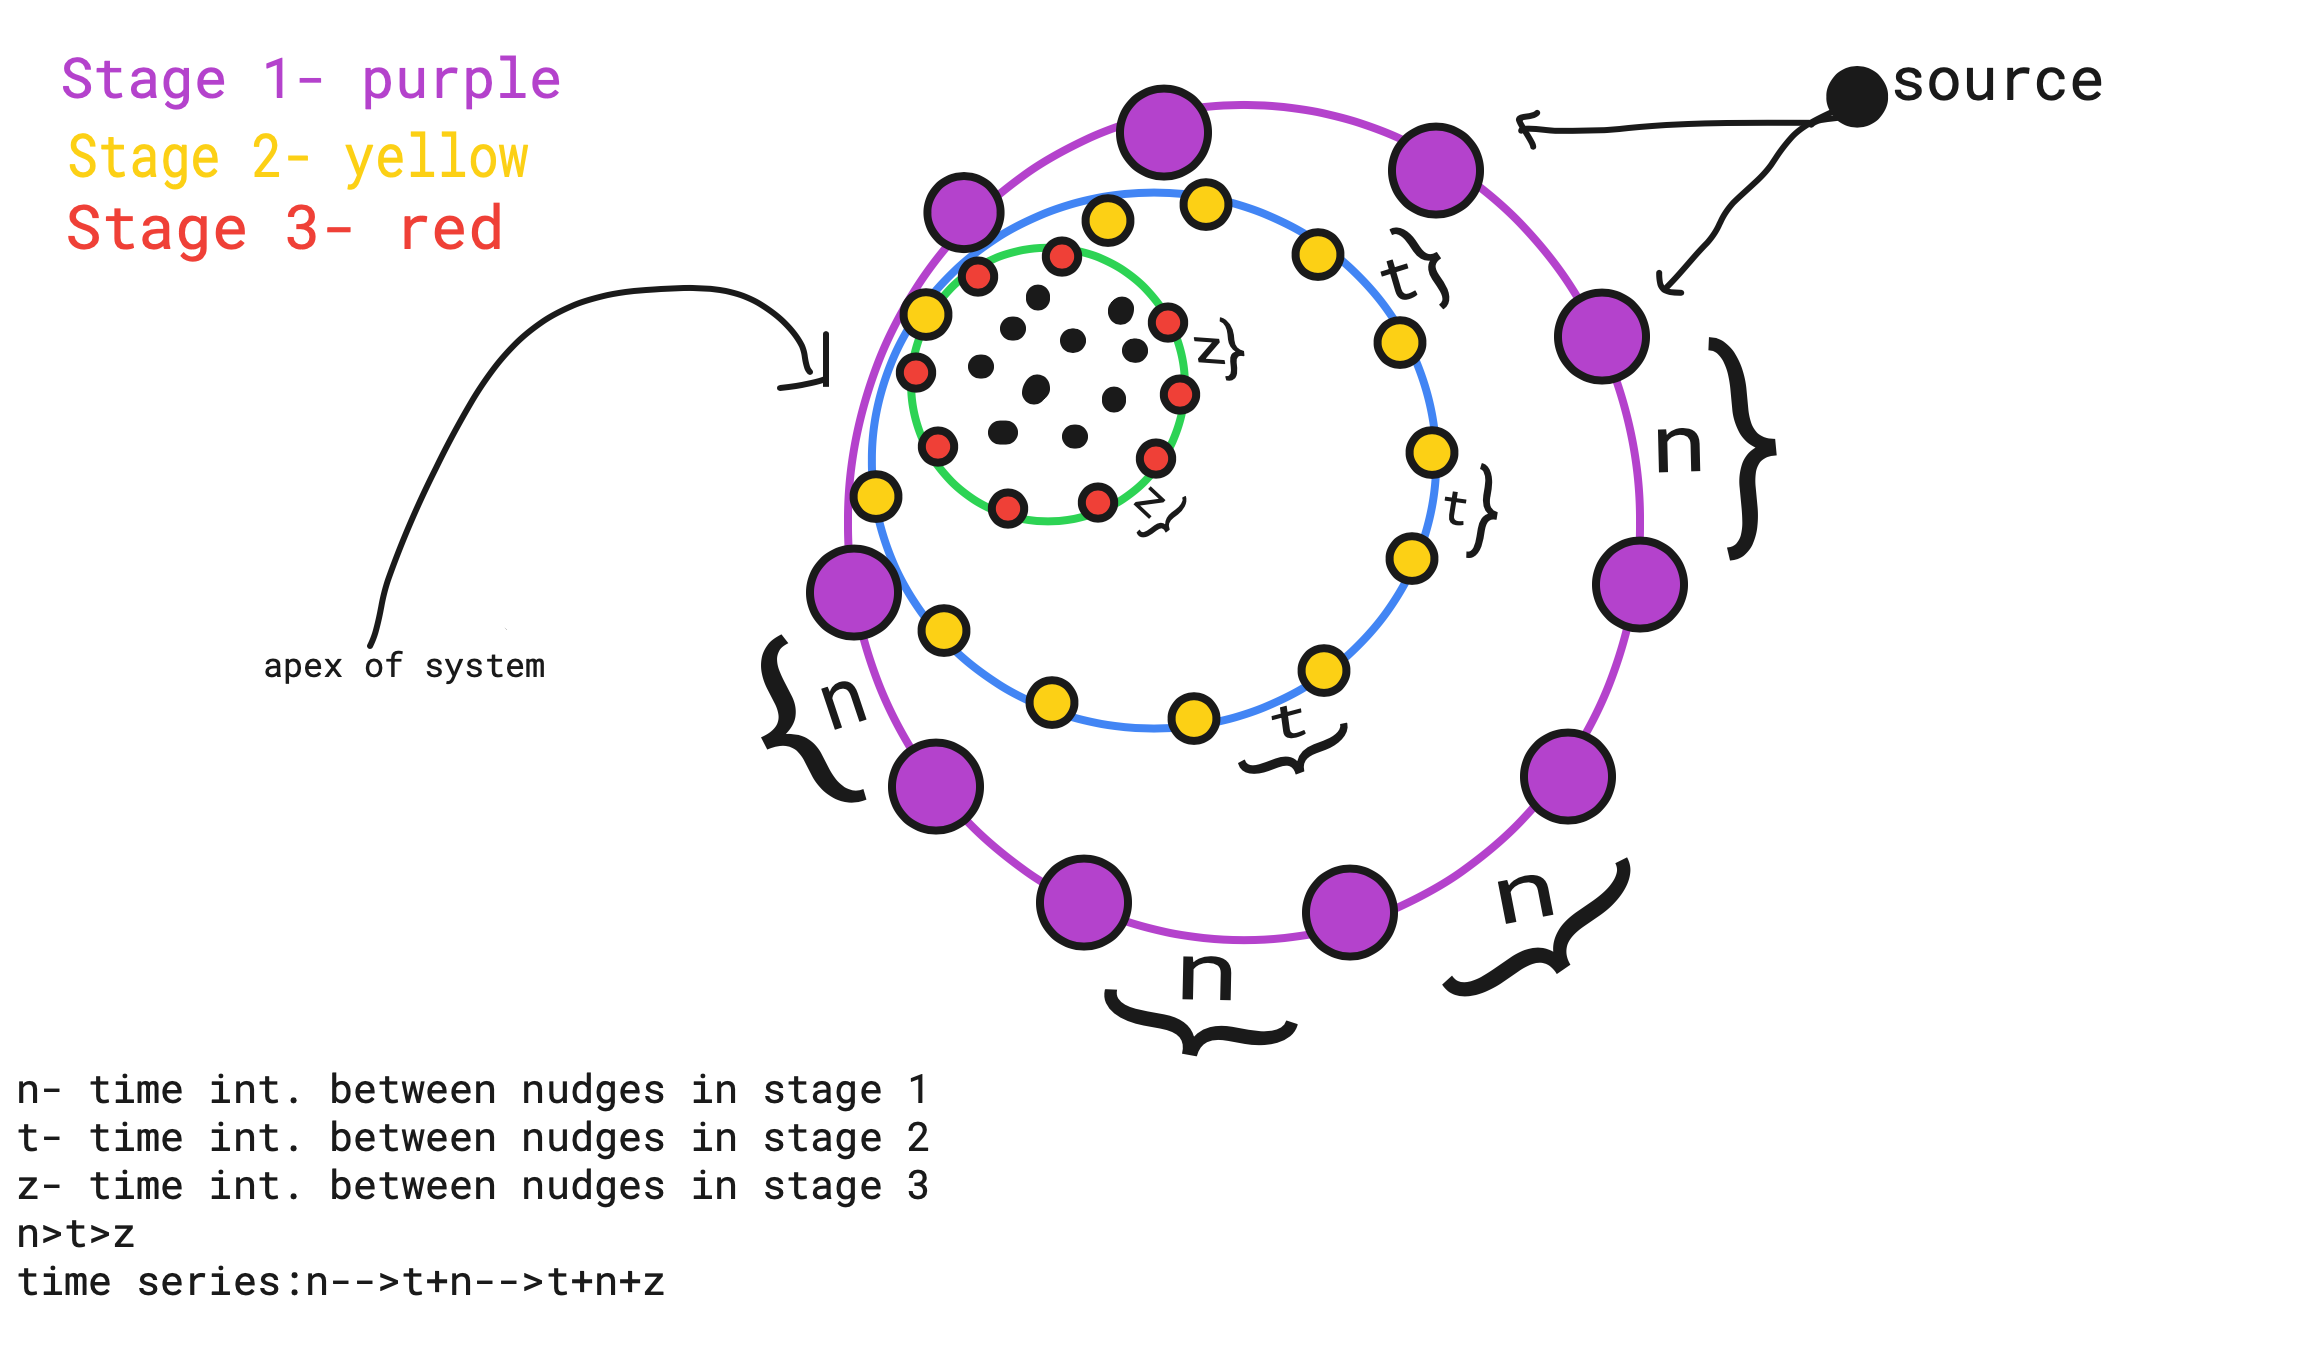 Stage 1- purple
Stage 2- yellow
Stage 3- red
source
apex of system
t}
z}
n}
t}
z}
{n
t}
n}
n}
n- time int. between nudges in stage 1
t- time int. between nudges in stage 2
z- time int. between nudges in stage 3
n>t>z
time series:n-->t+n-->t+n+z